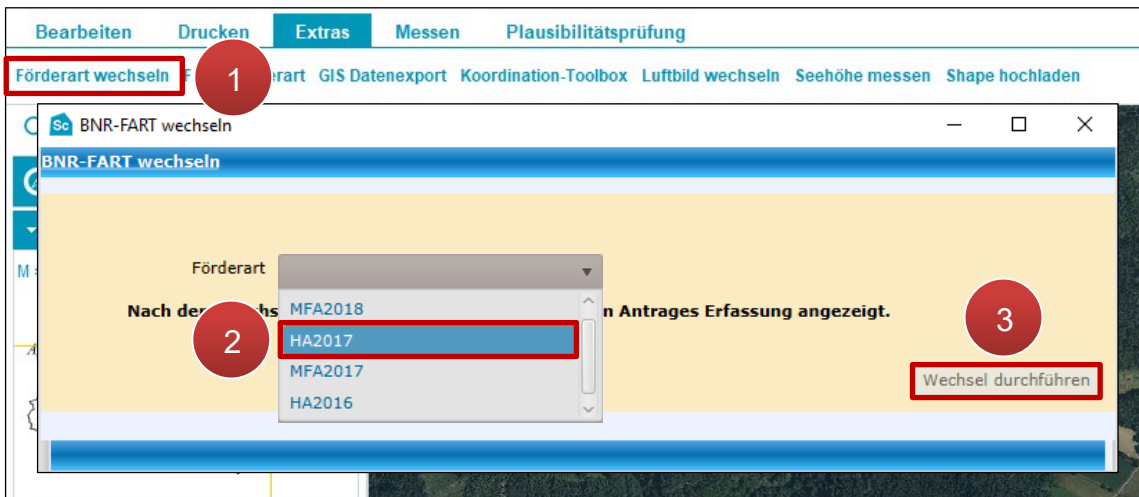 Bearbeiten Drucken Extras Messen Plausibilitätsprüfung
Förderart wechseln F 1 erart GIS Datenexport Koordination-Toolbox Luftbild wechseln Seehöhe messen Shape hochladen
Sc BNR-FART wechseln
BNR-FART wechseln
M
Förderart
Nach der hs n Antrages Erfassung angezeigt.
MFA2018
2 HA2017 3
MFA2017
Wechsel durchführen
HA2016